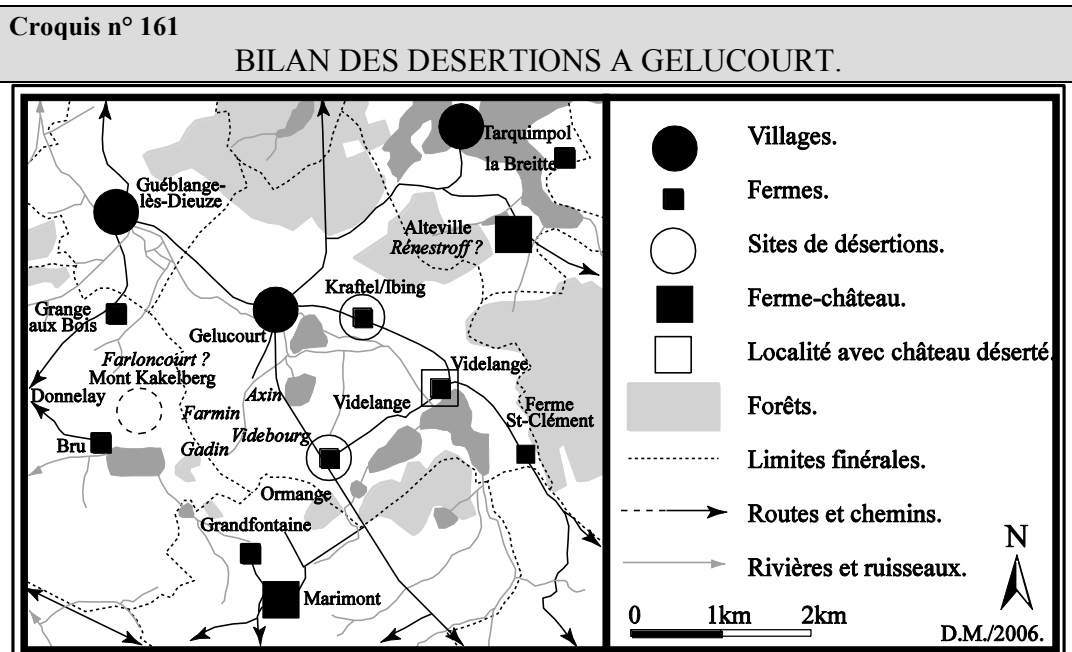 Croquis n° 161
BILAN DES DESERTIONS A GELUCOURT.
Tarquimpol
la Breitte
Guéblange-
lès-Dieuze
Alteville
Rénestroff ?
Kraftel/Ibing
Grange
aux Bois
Gelucourt
Farloncourt ?
Mont Kakelberg
Donnelay
Axin
Videlange
Videlange
Farmin
Ferme
St-Clément
Videbourg
Bru
Gadin
Ormange
Grandfontaine
Marimont
Villages.
Fermes.
Sites de désertions.
Ferme-château.
Localité avec château déserté.
Forêts.
Limites finérales.
Routes et chemins.
Rivières et ruisseaux.
N
0 1km 2km
D.M./2006.